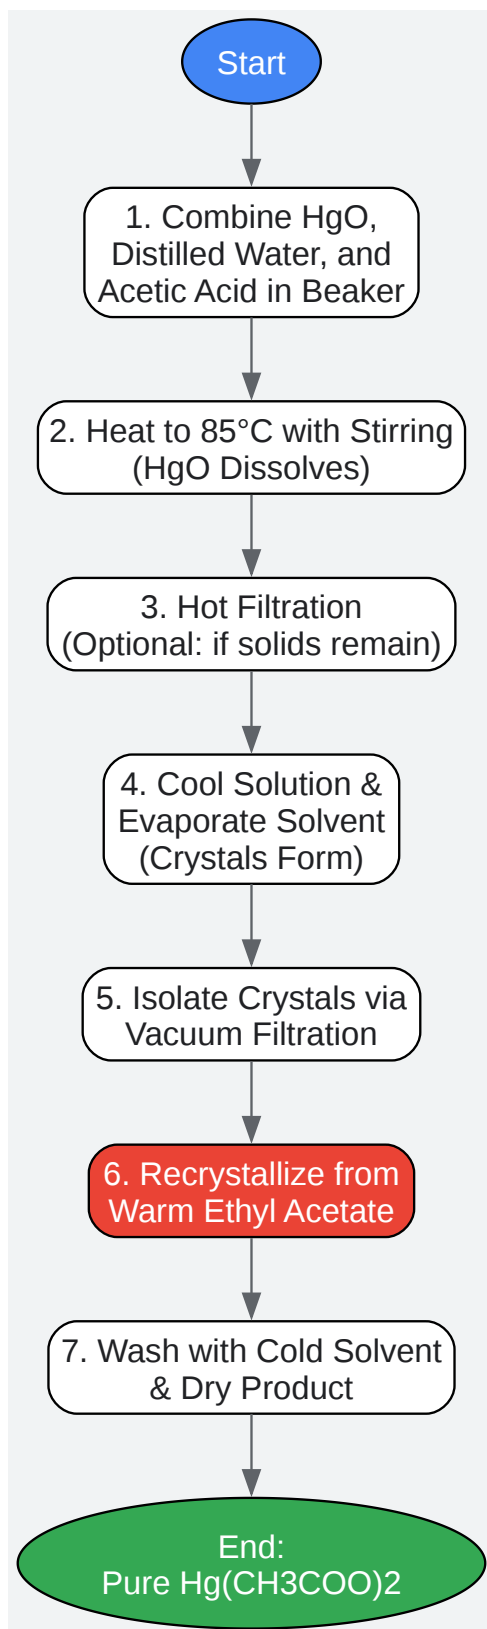 Start
1. Combine HgO,
Distilled Water, and
Acetic Acid in Beaker
2. Heat to 85°C with Stirring
(HgO Dissolves)
3. Hot Filtration
(Optional: if solids remain)
4. Cool Solution &
Evaporate Solvent
(Crystals Form)
5. Isolate Crystals via
Vacuum Filtration
6. Recrystallize from
Warm Ethyl Acetate
7. Wash with Cold Solvent
& Dry Product
End:
Pure Hg(CH3COO)2